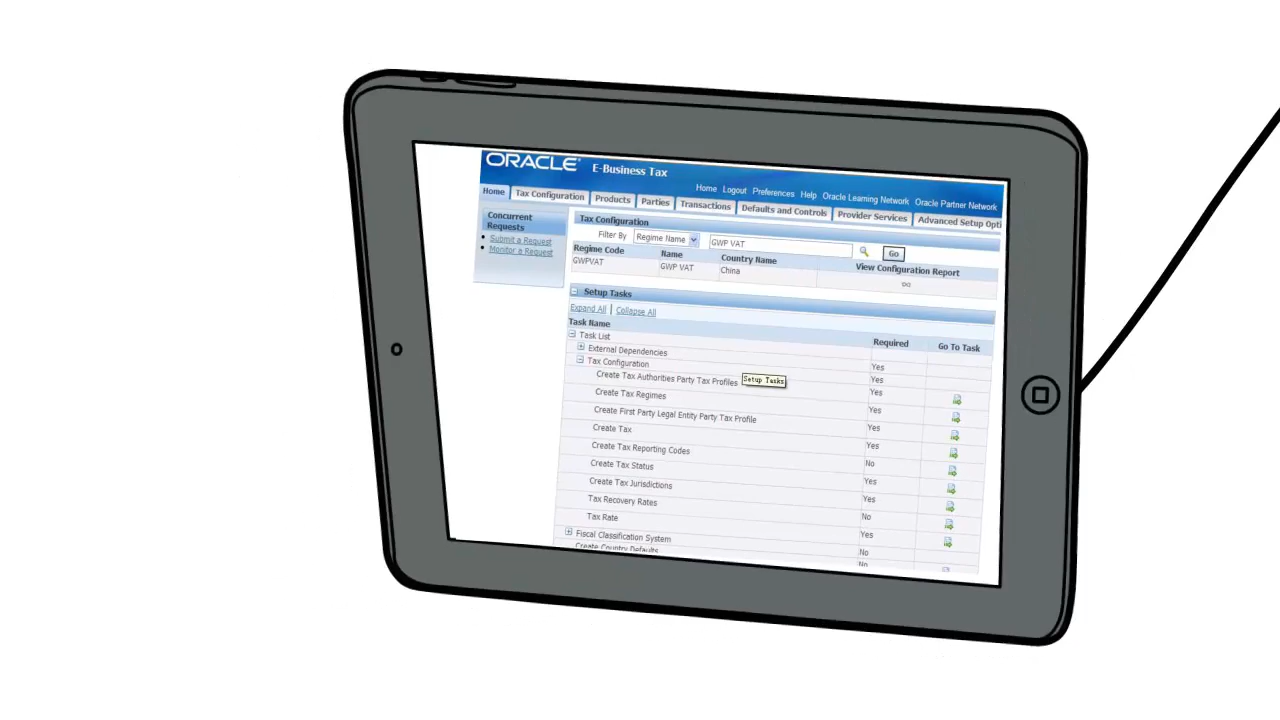 ORACLE E-Business Tax
Home Logout Preferences Help Oracle Learning Network Oracle Partner Network
Home Tax Configuration Products Parties Transactions Defaults and Controls Provider Services Advanced Setup Opti
Concurrent
Requests
Submit a Request
Monitor a Request
Tax Configuration
Filter By Regime Name GWP VAT Go
Regime Code Name Country Name View Configuration Report
GWPVAT GWP VAT China
Setup Tasks
Expand All | Collapse All
Task Name Required Go To Task
Task List
External Dependencies Yes
Tax Configuration Yes
Create Tax Authorities Party Tax Profiles Setup Tasks Yes
Create Tax Regimes Yes
Create First Party Legal Entity Party Tax Profile Yes
Create Tax Yes
Create Tax Reporting Codes No
Create Tax Status Yes
Create Tax Jurisdictions Yes
Tax Recovery Rates No
Tax Rate Yes
Fiscal Classification System No
Create Country Defaults No